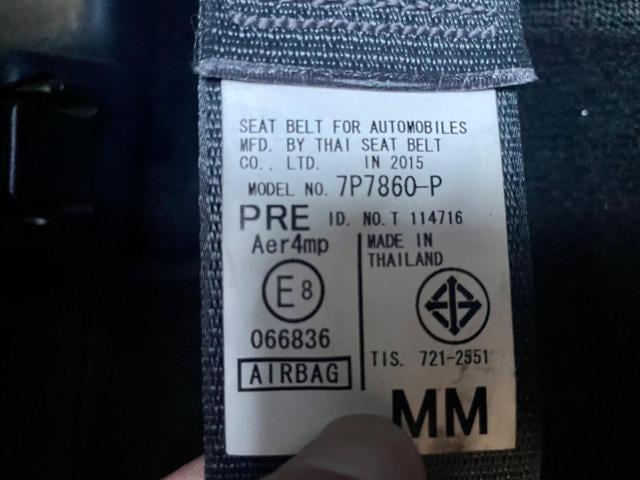 SEAT BELT FOR AUTOMOBILES
MFD. BY THAI SEAT BELT
CO., LTD. IN 2015
MODEL NO. 7P7860-P
PRE ID. NO.T 114716
Aer4mp
E8
066836
AIRBAG
MADE IN
THAILAND
TIS. 721-2551
MM